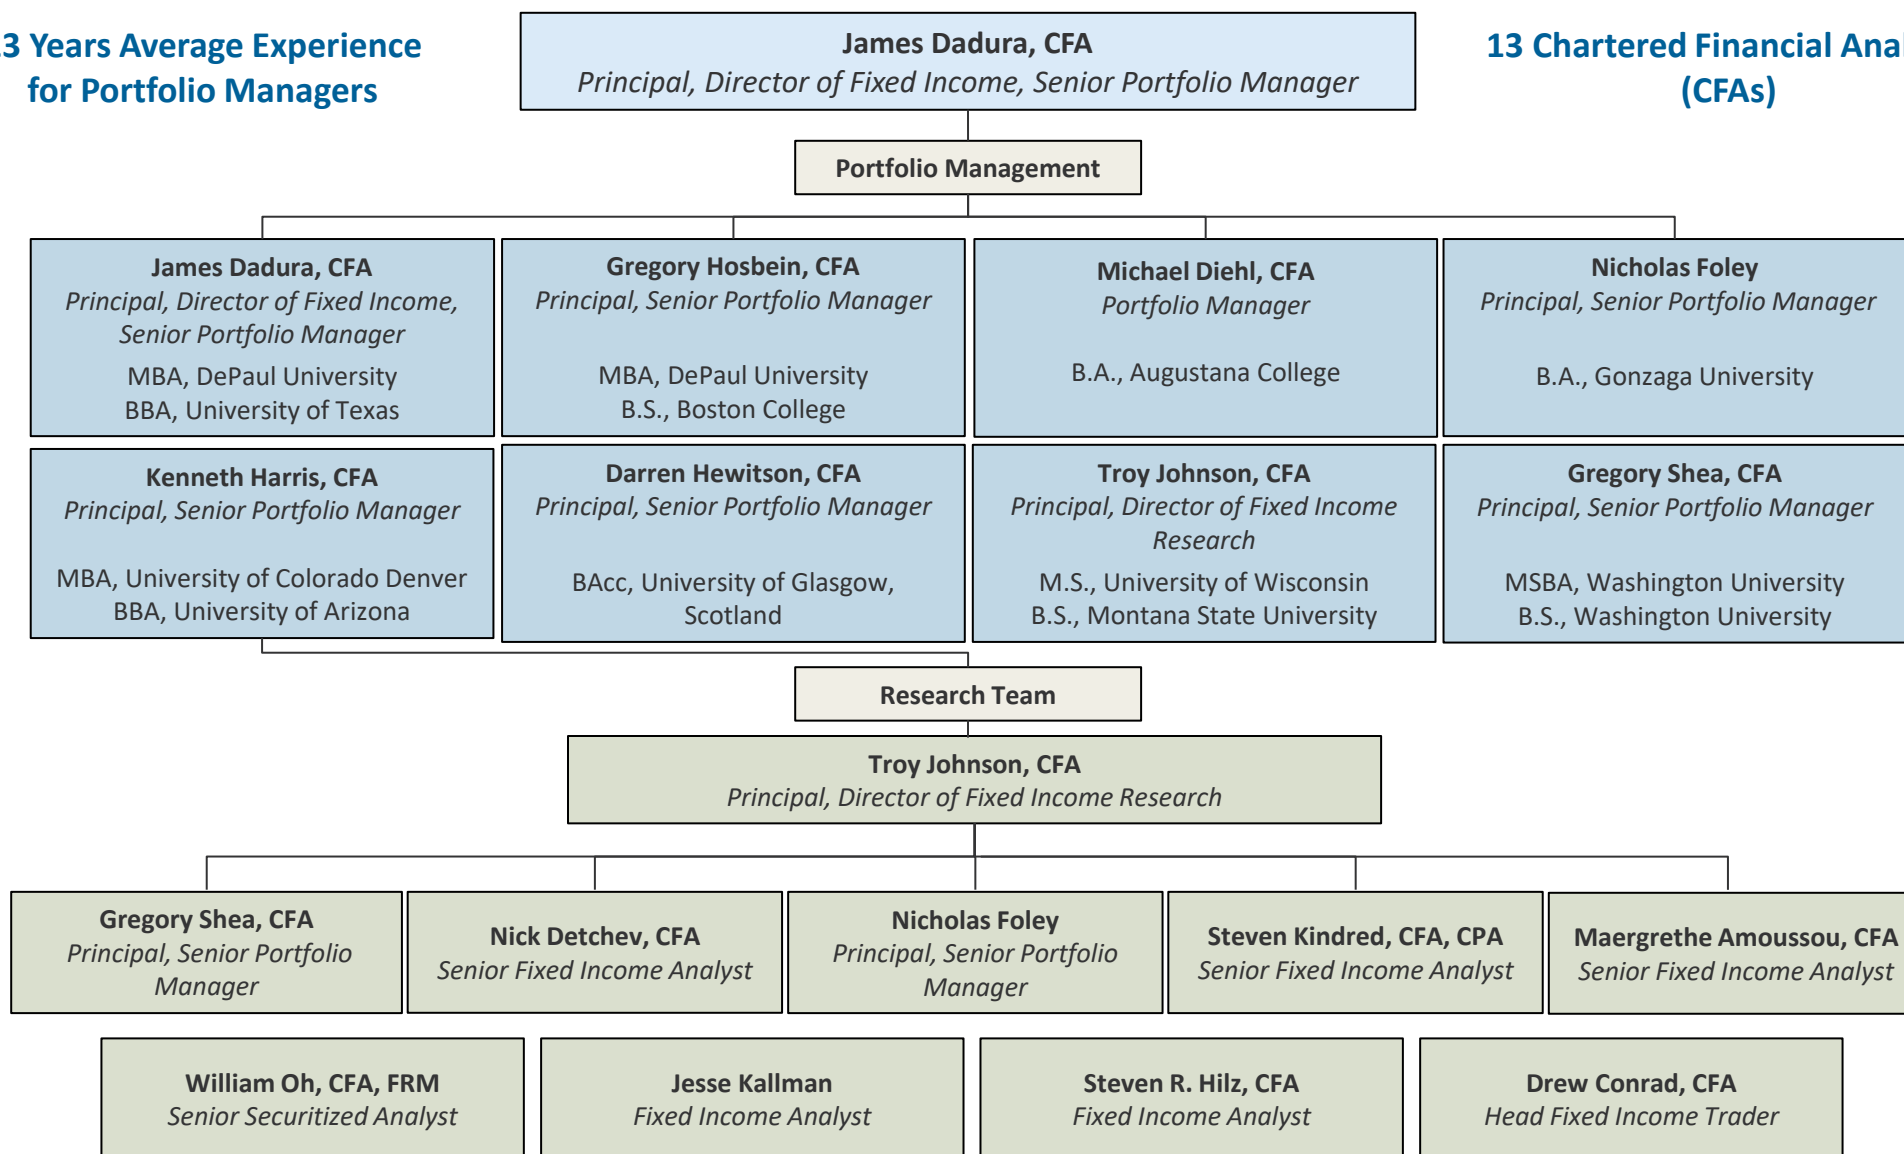 3 Years Average Experience
for Portfolio Managers
James Dadura, CFA
Principal, Director of Fixed Income, Senior Portfolio Manager
13 Chartered Financial Anal
(CFAs)
Portfolio Management
James Dadura, CFA
Principal, Director of Fixed Income,
Senior Portfolio Manager
MBA, DePaul University
BBA, University of Texas
Gregory Hosbein, CFA
Principal, Senior Portfolio Manager
MBA, DePaul University
B.S., Boston College
Michael Diehl, CFA
Portfolio Manager
B.A., Augustana College
Nicholas Foley
Principal, Senior Portfolio Manager
B.A., Gonzaga University
Kenneth Harris, CFA
Principal, Senior Portfolio Manager
MBA, University of Colorado Denver
BBA, University of Arizona
Darren Hewitson, CFA
Principal, Senior Portfolio Manager
BAcc, University of Glasgow,
Scotland
Troy Johnson, CFA
Principal, Director of Fixed Income
Research
M.S., University of Wisconsin
B.S., Montana State University
Gregory Shea, CFA
Principal, Senior Portfolio Manager
MSBA, Washington University
B.S., Washington University
Research Team
Troy Johnson, CFA
Principal, Director of Fixed Income Research
Gregory Shea, CFA
Principal, Senior Portfolio
Manager
Nick Detchev, CFA
Senior Fixed Income Analyst
Nicholas Foley
Principal, Senior Portfolio
Manager
Steven Kindred, CFA, CPA
Senior Fixed Income Analyst
Maergrethe Amoussou, CFA
Senior Fixed Income Analyst
William Oh, CFA, FRM
Senior Securitized Analyst
Jesse Kallman
Fixed Income Analyst
Steven R. Hilz, CFA
Fixed Income Analyst
Drew Conrad, CFA
Head Fixed Income Trader